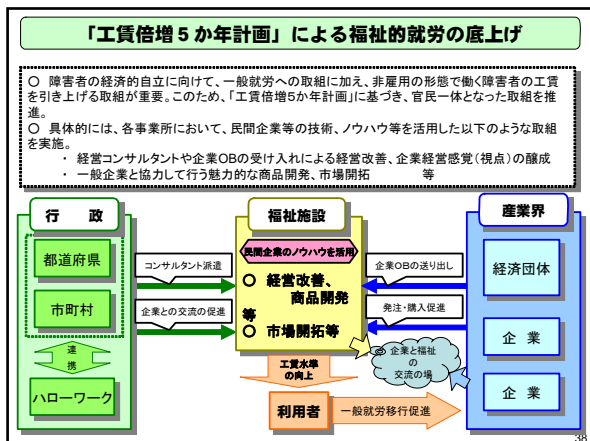 「工賃倍増５か年計画」による福祉的就労の底上げ
○ 障害者の経済的自立に向けて、一般就労への取組に加え、非雇用の形態で働く障害者の工賃
を引き上げる取組が重要。このため、「工賃倍増5か年計画」に基づき、官民一体となった取組を推
進。
○ 具体的には、各事業所において、民間企業等の技術、ノウハウ等を活用した以下のような取組
を実施。
・ 経営コンサルタントや企業OBの受け入れによる経営改善、企業経営感覚（視点）の醸成
・ 一般企業と協力して行う魅力的な商品開発、市場開拓 等
行 政
都道府県
市町村
連
携
ハローワーク
コンサルタント派遣
企業との交流の促進
福祉施設
民間企業のノウハウを活用
○ 経営改善、
商品開発
等
○ 市場開拓等
企業OBの送り出し
発注・購入促進
産業界
経済団体
企 業
企 業
企業と福祉
の
交流の場
工賃水準
の向上
利用者
一般就労移行促進
38